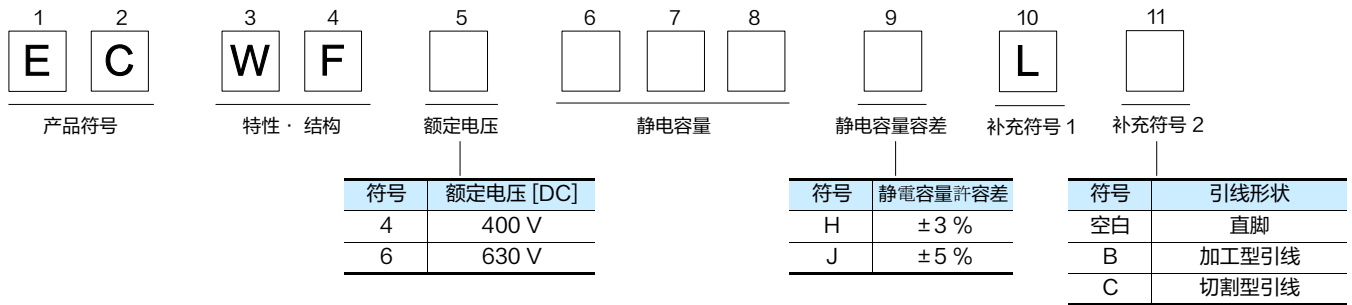 1 2 3 4 5 6 7 8 9 10 11
E C W F L
产品符号 特性· 结构 额定电压 静电容量 静电容量容差 补充符号 1 补充符号 2
符号 额定电压 [DC]
4 400 V
6 630 V
符号 静電容量許容差
H ±3 %
J ±5 %
符号 引线形状
空白 直脚
B 加工型引线
C 切割型引线